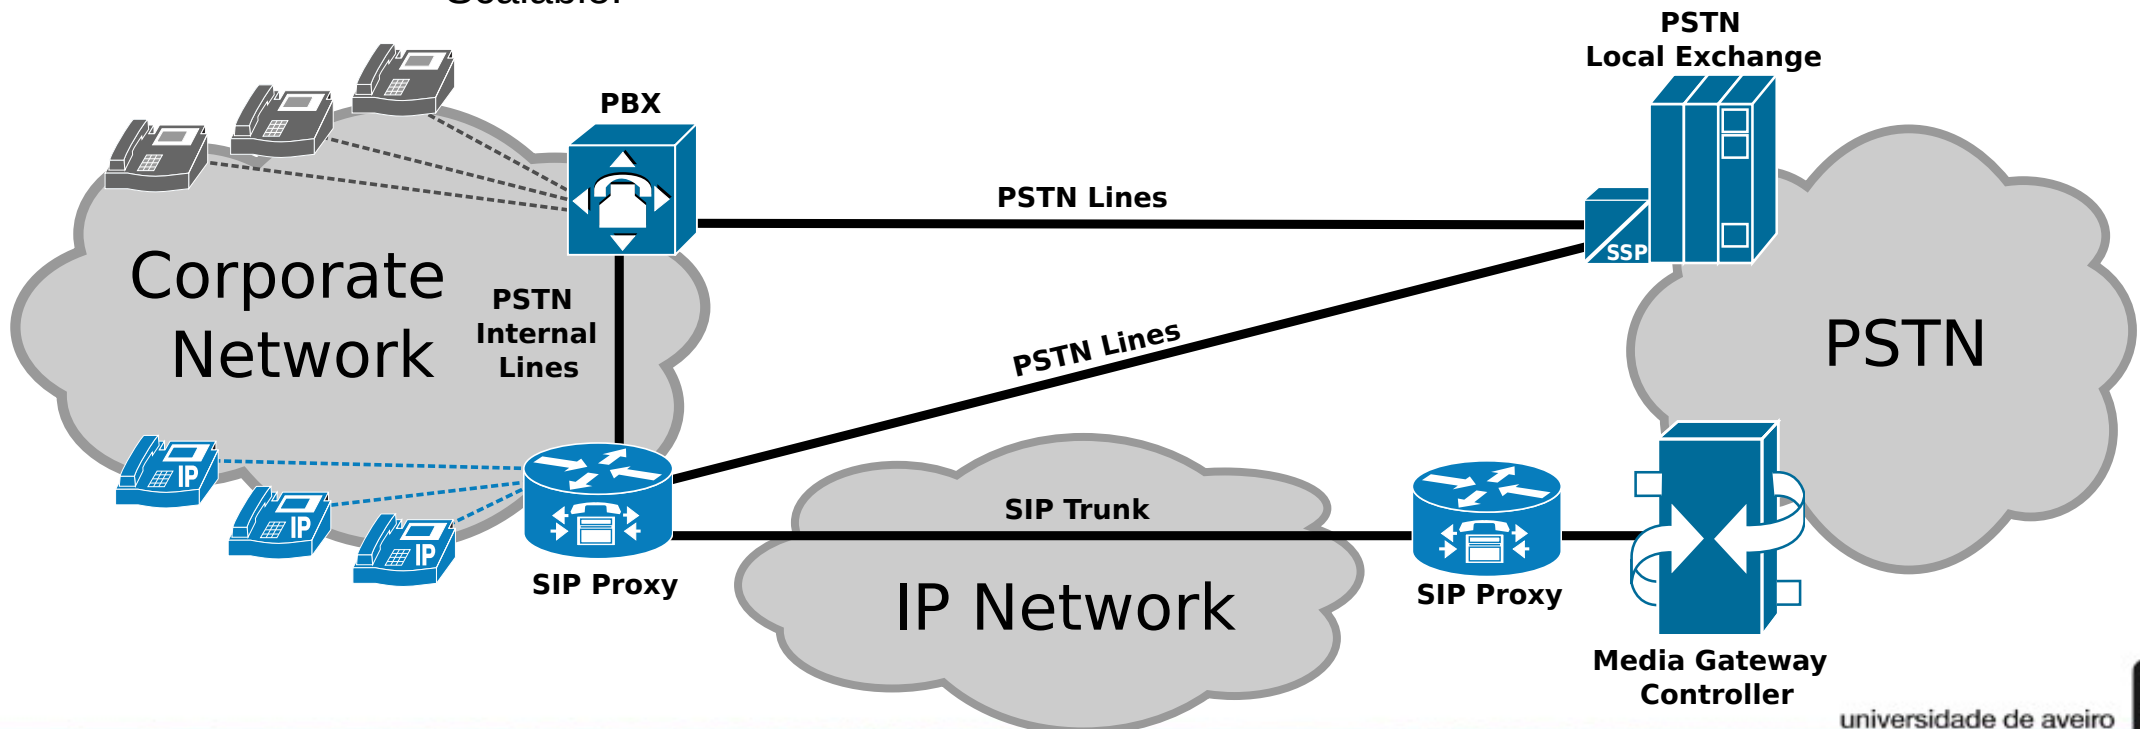 PSTN
Local Exchange
PBX
PSTN Lines
SSP
Corporate
Network
PSTN
Internal
Lines
PSTN Lines
PSTN
IP
IP
IP
SIP Trunk
SIP Proxy
IP Network
SIP Proxy
Media Gateway
Controller
universidade de aveiro